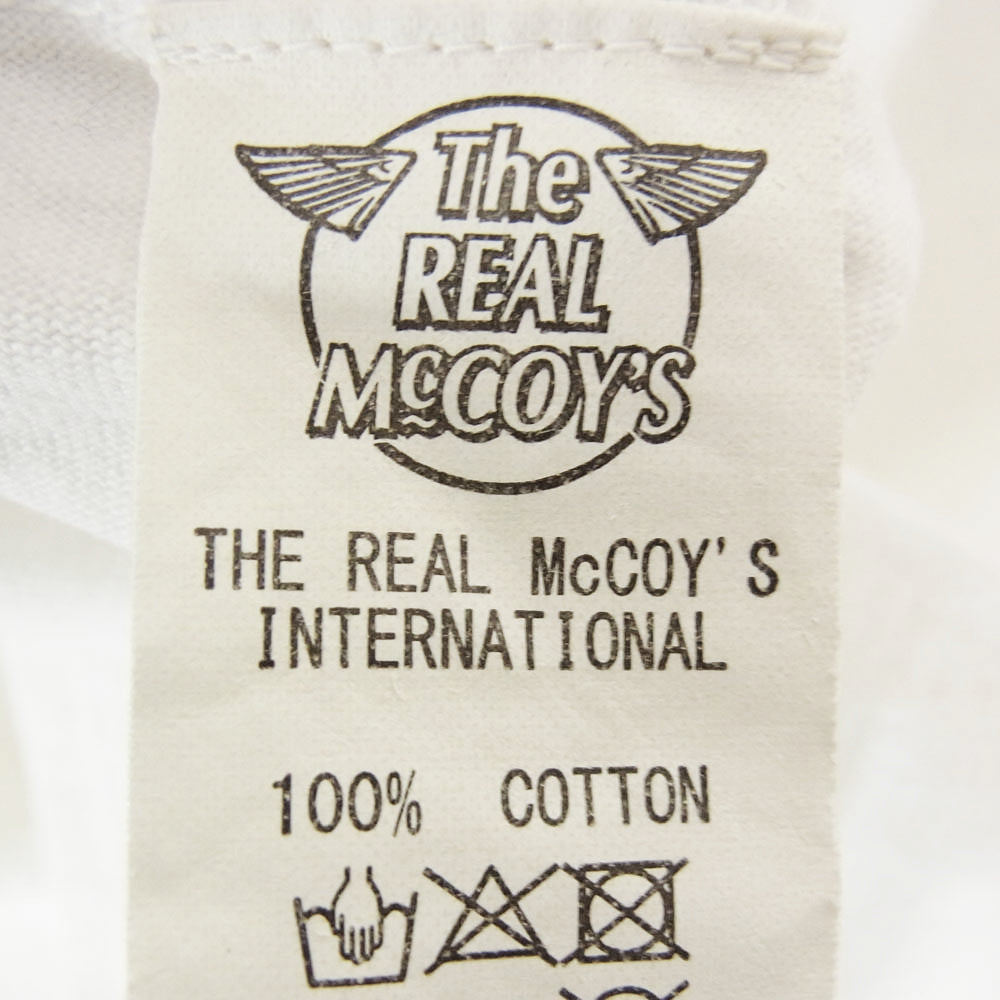 The
REAL
McCOY'S
THE REAL McCOY'S
INTERNATIONAL
100% COTTON